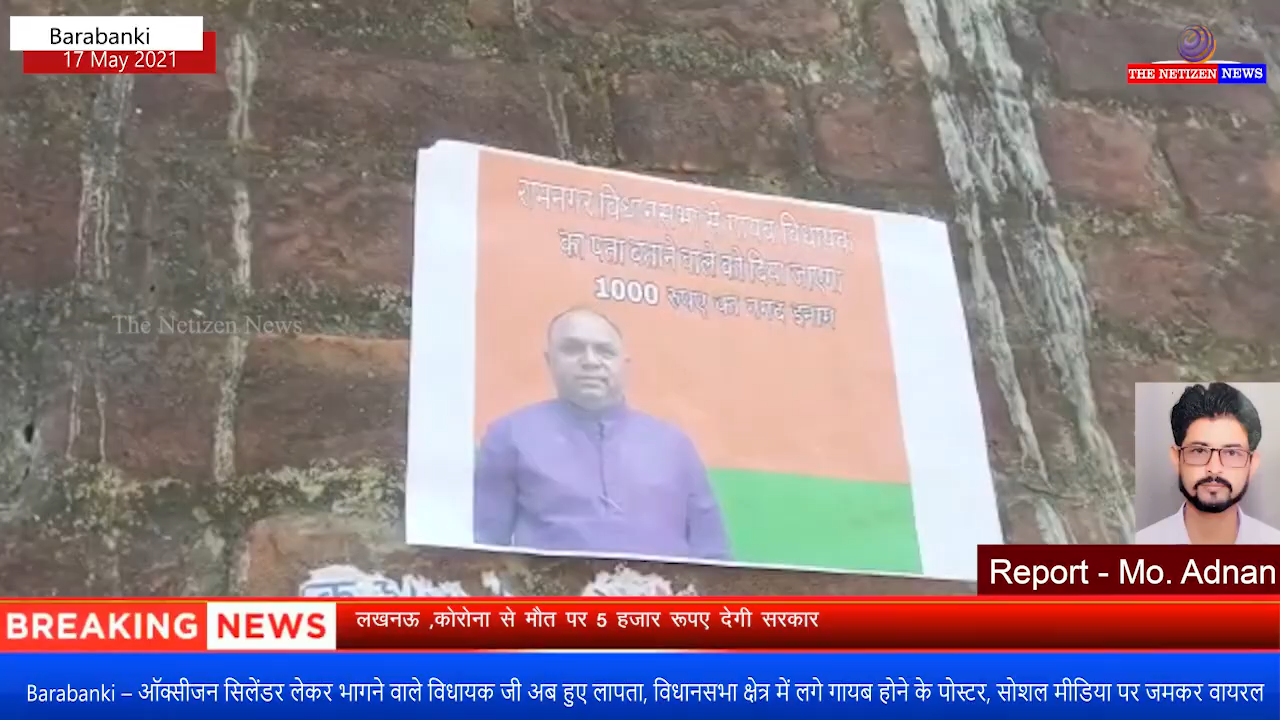 Barabanki
17 May 2021
THE NETIZEN NEWS
रामनगर विधानसभा से गायब विधायक
का पता बताने वाले को दिया जाएगा
1000 रुपए का नगद इनाम
The Netizen News
Report - Mo. Adnan
BREAKING NEWS
लखनऊ ,कोरोना से मौत पर 5 हजार रूपए देगी सरकार
Barabanki – ऑक्सीजन सिलेंडर लेकर भागने वाले विधायक जी अब हुए लापता, विधानसभा क्षेत्र में लगे गायब होने के पोस्टर, सोशल मीडिया पर जमकर वायरल